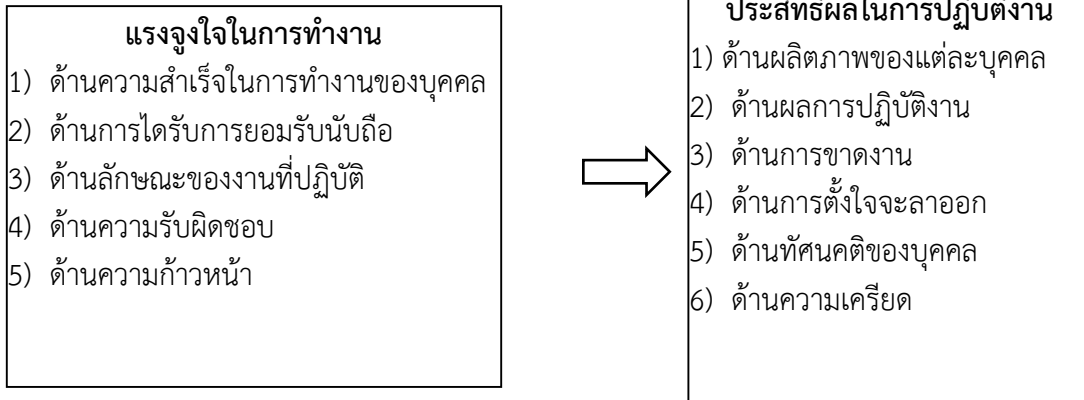 แรงจูงใจในการทำงาน
1) ด้านความสำเร็จในการทำงานของบุคคล
2) ด้านการไดรับการยอมรับนับถือ
3) ด้านลักษณะของงานที่ปฏิบัติ
4) ด้านความรับผิดชอบ
5) ด้านความก้าวหน้า
ประสิทธิผลในการปฏิบัติงาน
1) ด้านผลิตภาพของแต่ละบุคคล
2) ด้านผลการปฏิบัติงาน
3) ด้านการขาดงาน
4) ด้านการตั้งใจจะลาออก
5) ด้านทัศนคติของบุคคล
6) ด้านความเครียด